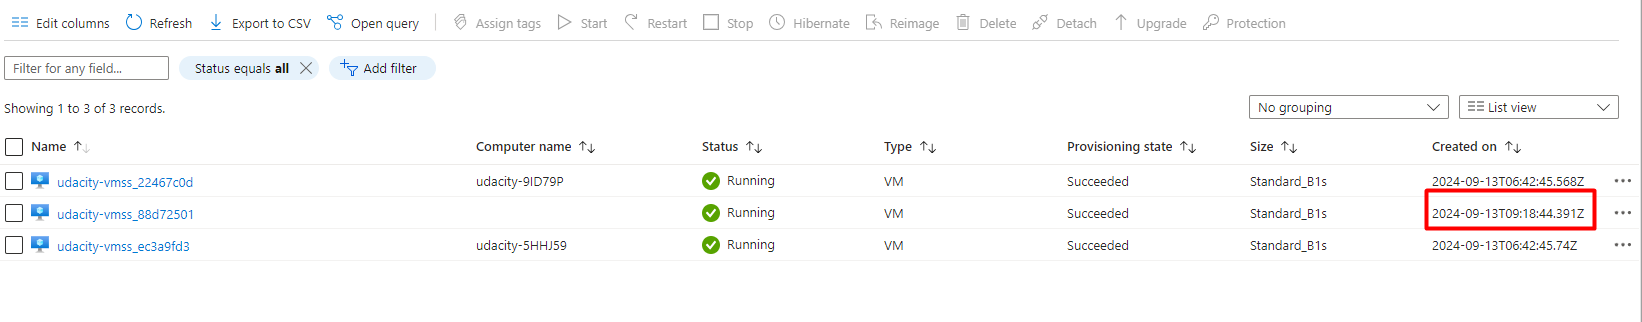 Edit columns Refresh Export to CSV Open query Assign tags Start Restart Stop Hibernate Reimage Delete Detach Upgrade Protection
Filter for any field... Status equals all Add filter
Showing 1 to 3 of 3 records. No grouping List view
Name Computer name Status Type Provisioning state Size Created on
udacity-vmss_22467c0d udacity-9ID79P Running VM Succeeded Standard_B1s 2024-09-13T06:42:45.568Z
udacity-vmss_88d72501 Running VM Succeeded Standard_B1s 2024-09-13T09:18:44.391Z
udacity-vmss_ec3a9fd3 udacity-5HHJ59 Running VM Succeeded Standard_B1s 2024-09-13T06:42:45.74Z